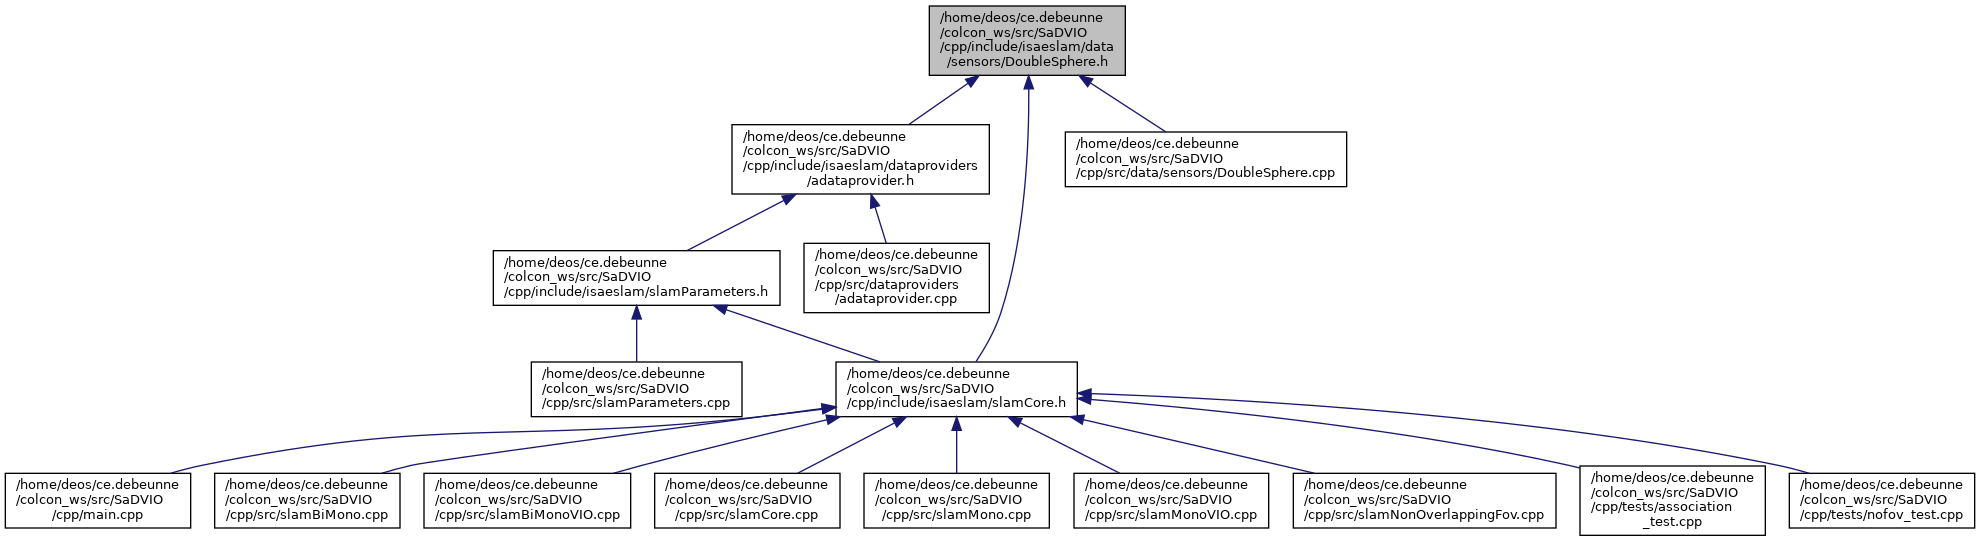 /home/deos/ce.debeunne
/colcon_ws/src/SaDVIO
/cpp/include/isaeslam/data
/sensors/DoubleSphere.h
/home/deos/ce.debeunne
/colcon_ws/src/SaDVIO
/cpp/include/isaeslam/dataproviders
/adataprovider.h
/home/deos/ce.debeunne
/colcon_ws/src/SaDVIO
/cpp/src/data/sensors/DoubleSphere.cpp
/home/deos/ce.debeunne
/colcon_ws/src/SaDVIO
/cpp/include/isaeslam/slamParameters.h
/home/deos/ce.debeunne
/colcon_ws/src/SaDVIO
/cpp/src/dataproviders
/adataprovider.cpp
/home/deos/ce.debeunne
/colcon_ws/src/SaDVIO
/cpp/src/slamParameters.cpp
/home/deos/ce.debeunne
/colcon_ws/src/SaDVIO
/cpp/include/isaeslam/slamCore.h
/home/deos/ce.debeunne
/colcon_ws/src/SaDVIO
/cpp/main.cpp
/home/deos/ce.debeunne
/colcon_ws/src/SaDVIO
/cpp/src/slamBiMono.cpp
/home/deos/ce.debeunne
/colcon_ws/src/SaDVIO
/cpp/src/slamBiMonoVIO.cpp
/home/deos/ce.debeunne
/colcon_ws/src/SaDVIO
/cpp/src/slamCore.cpp
/home/deos/ce.debeunne
/colcon_ws/src/SaDVIO
/cpp/src/slamMono.cpp
/home/deos/ce.debeunne
/colcon_ws/src/SaDVIO
/cpp/src/slamMonoVIO.cpp
/home/deos/ce.debeunne
/colcon_ws/src/SaDVIO
/cpp/src/slamNonOverlappingFov.cpp
/home/deos/ce.debeunne
/colcon_ws/src/SaDVIO
/cpp/tests/association
_test.cpp
/home/deos/ce.debeunne
/colcon_ws/src/SaDVIO
/cpp/tests/nofov_test.cpp